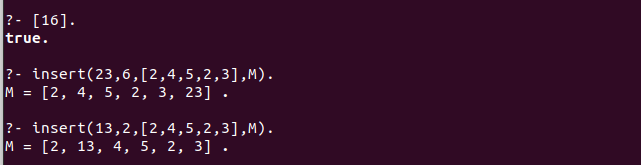 ?- [16].
true.
?- insert(23,6,[2,4,5,2,3],M).
M = [2, 4, 5, 2, 3, 23] .
?- insert(13,2,[2,4,5,2,3],M).
M = [2, 13, 4, 5, 2, 3] .